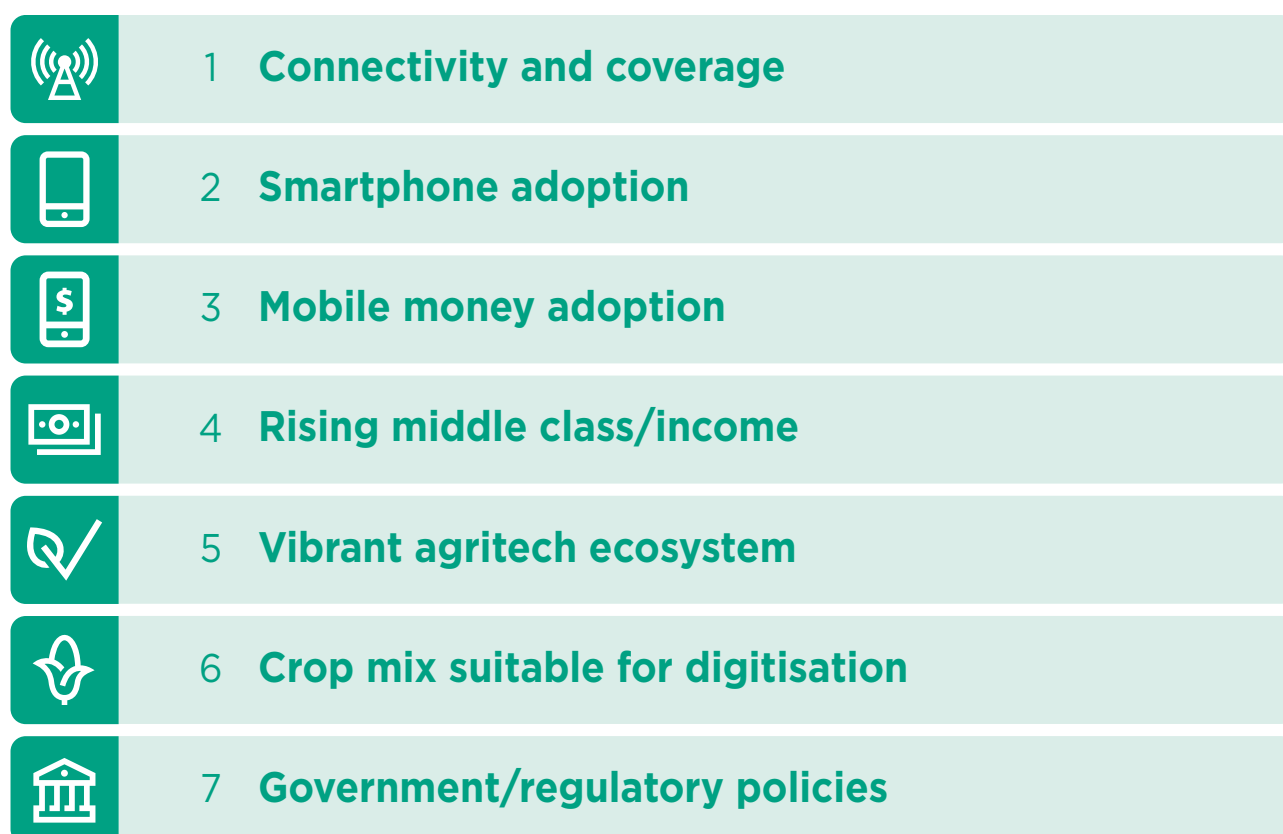 1 Connectivity and coverage
2 Smartphone adoption
$
3 Mobile money adoption
4 Rising middle class/income
5 Vibrant agritech ecosystem
6 Crop mix suitable for digitisation
7 Government/regulatory policies